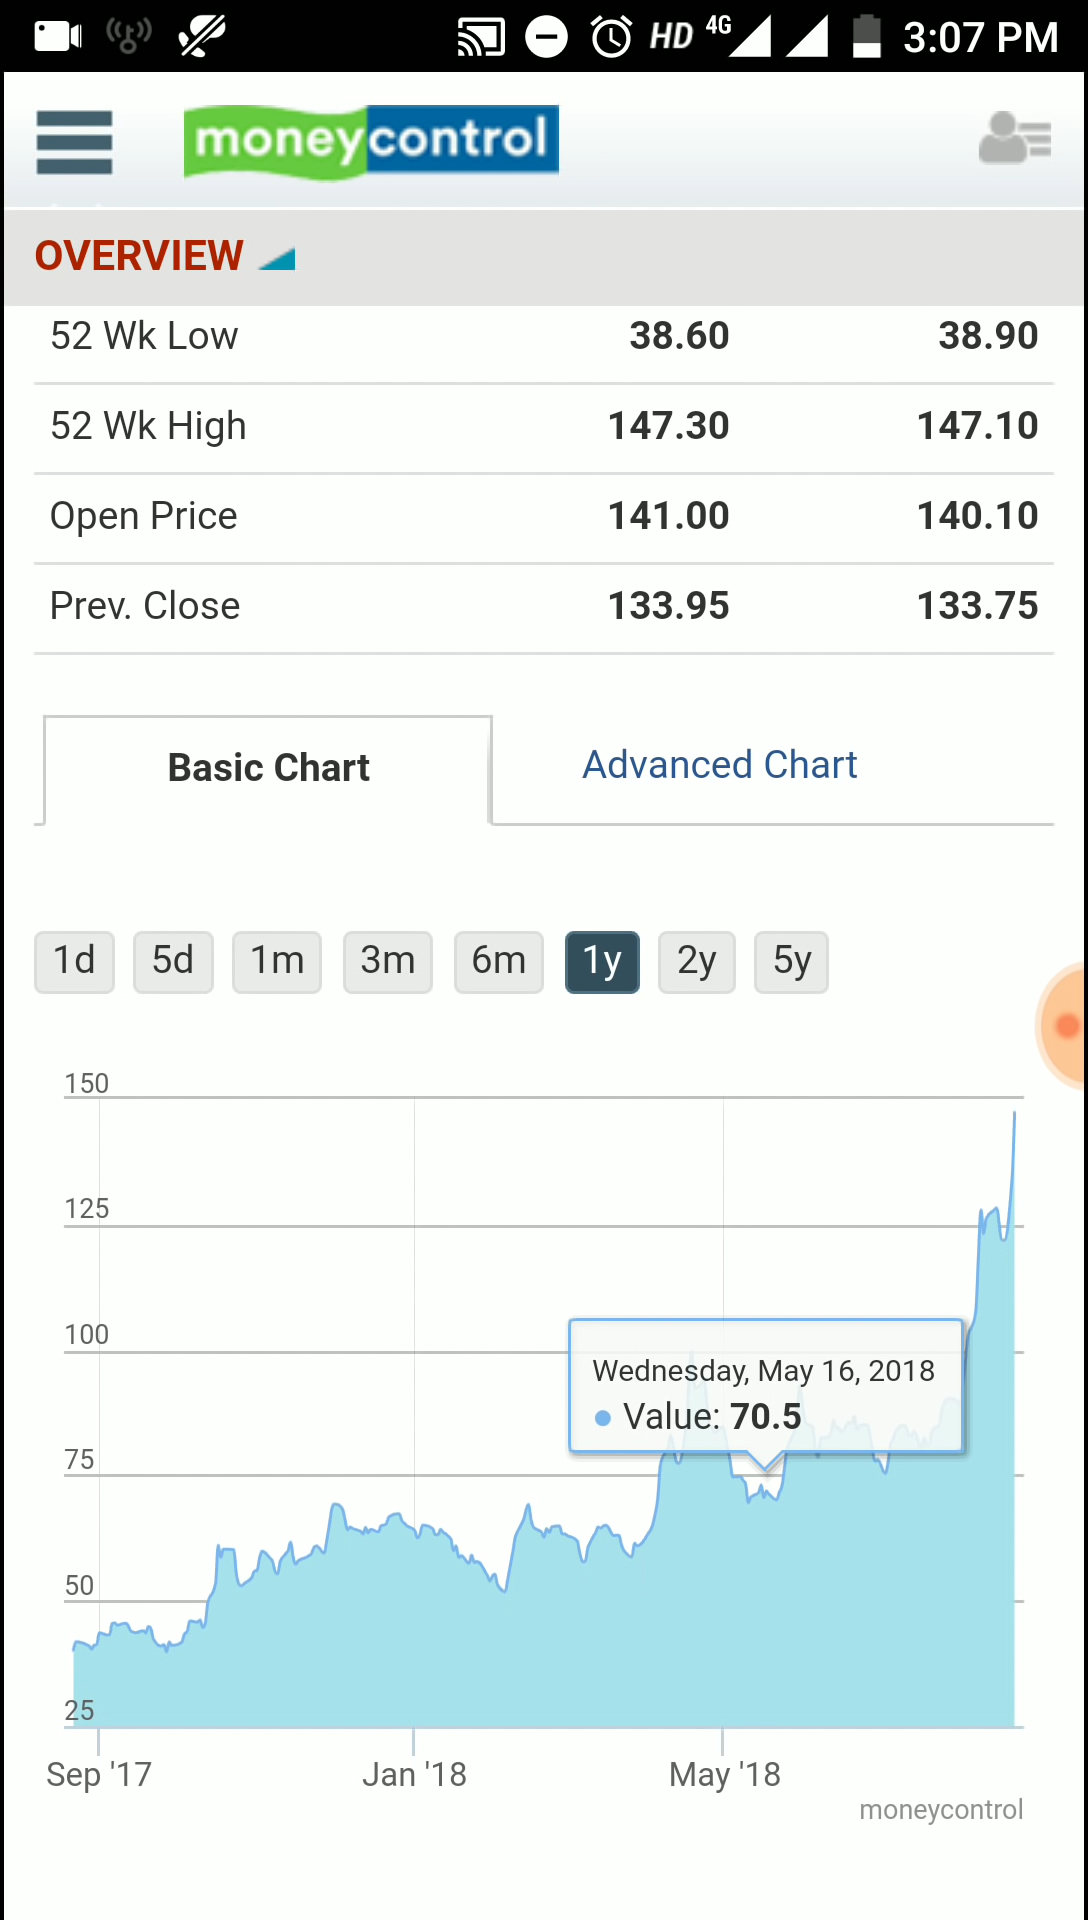 HD 4G 3:07 PM
moneycontrol
OVERVIEW
52 Wk Low 38.60 38.90
52 Wk High 147.30 147.10
Open Price 141.00 140.10
Prev. Close 133.95 133.75
Basic Chart Advanced Chart
1d 5d 1m 3m 6m 1y 2y 5y
150
125
100
Wednesday, May 16, 2018
Value: 70.5
75
50
25
Sep '17 Jan '18 May '18
moneycontrol